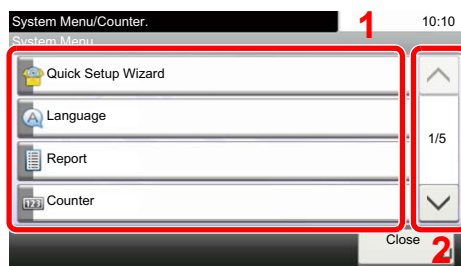 System Menu/Counter. 1 10:10
System Menu
Quick Setup Wizard
Language
Report
Counter
1/5
Close 2